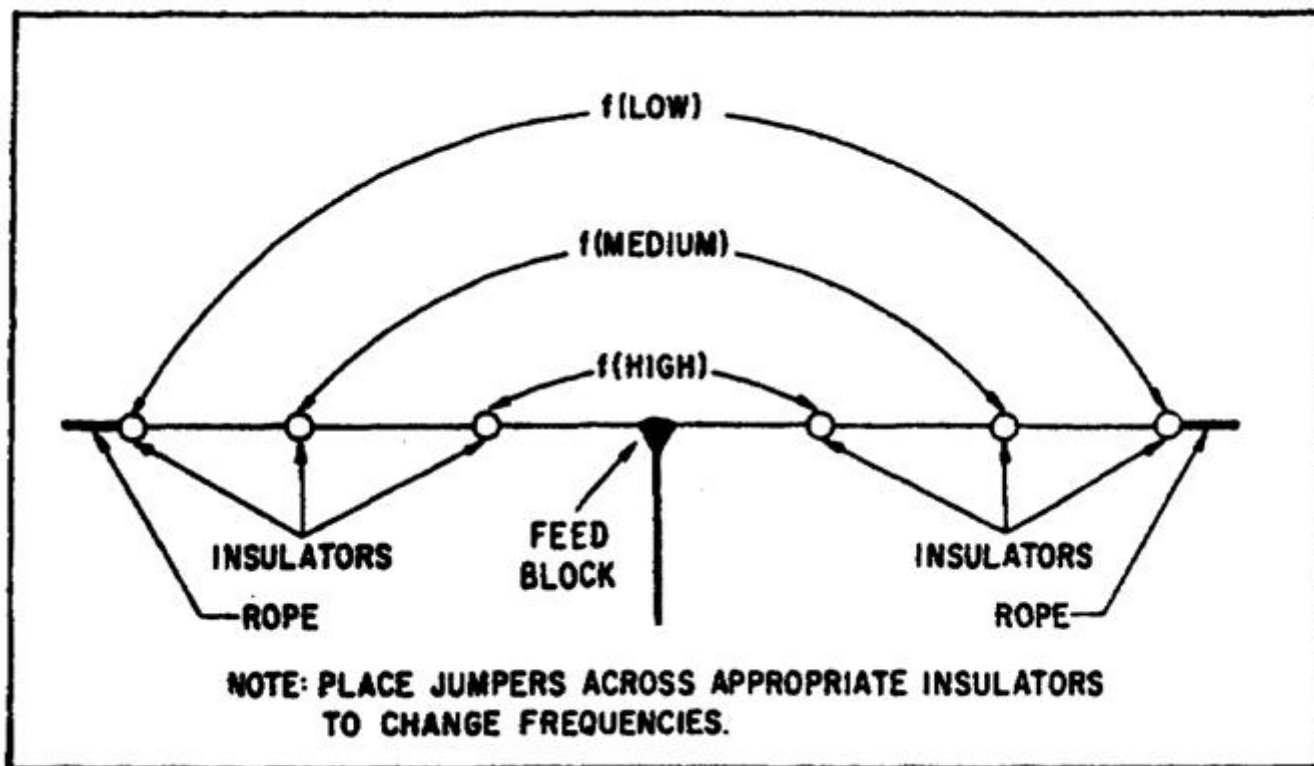 f(LOW)
f(MEDIUM)
f(HIGH)
INSULATORS
FEED
BLOCK
INSULATORS
ROPE
ROPE
NOTE: PLACE JUMPERS ACROSS APPROPRIATE INSULATORS
TO CHANGE FREQUENCIES.